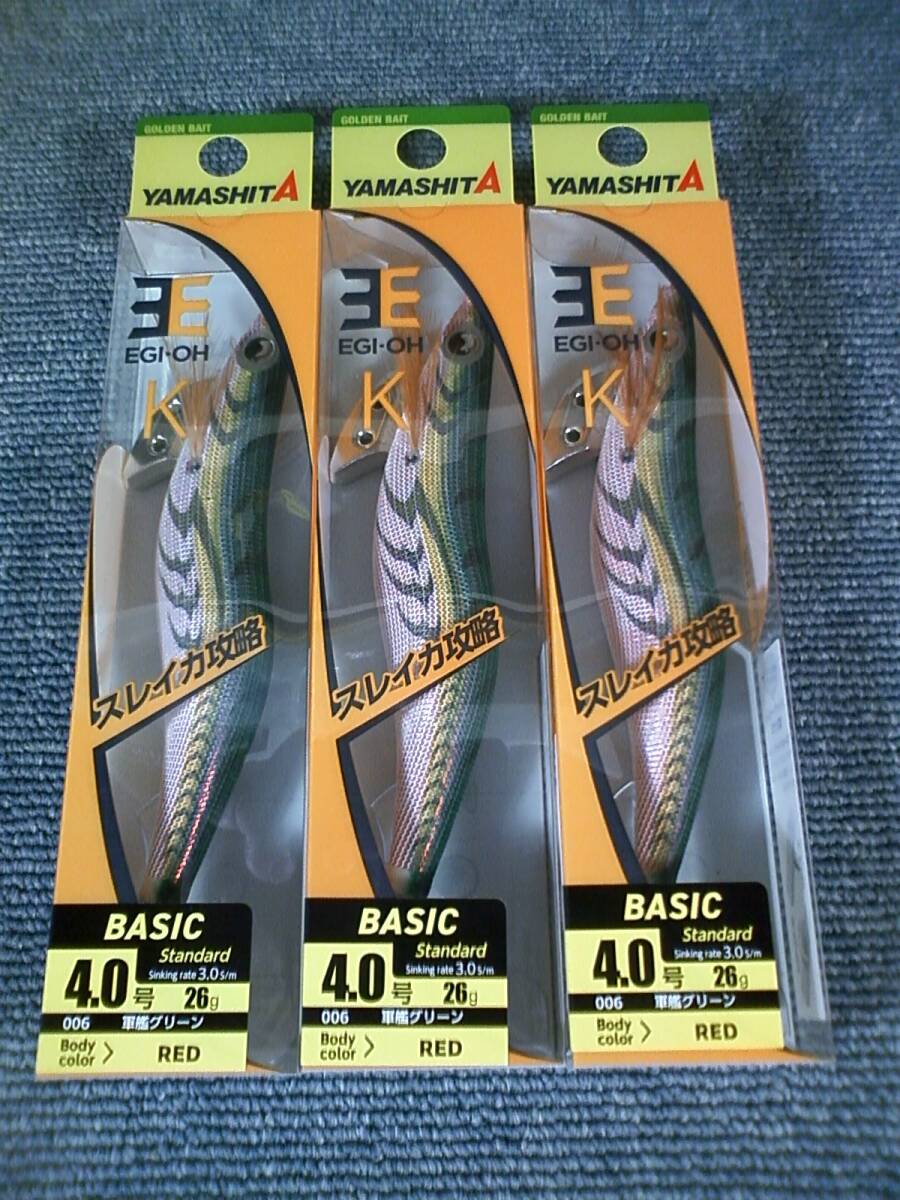 GOLDEN BAIT
YAMASHITA
EGI-OH
K
スレイカ攻略
BASIC
Standard
Sinking rate 3.0 s/m
4.0号 26g
006 軍艦グリーン
Body color > RED
GOLDEN BAIT
YAMASHITA
EGI-OH
K
スレイカ攻略
BASIC
Standard
Sinking rate 3.0 s/m
4.0号 26g
006 軍艦グリーン
Body color > RED
GOLDEN BAIT
YAMASHITA
EGI-OH
K
スレイカ攻略
BASIC
Standard
Sinking rate 3.0 s/m
4.0号 26g
006 軍艦グリーン
Body color > RED